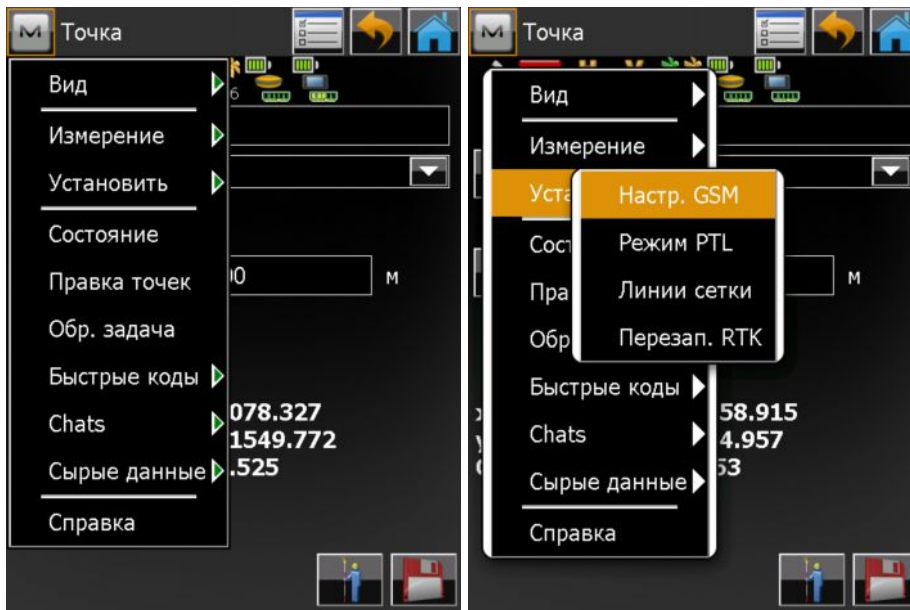 Точка
Вид
6
Измерение
Установить
Состояние
Правка точек
00
м
Обр. задача
Быстрые коды
078.327
Chats
1549.772
Сырые данные
.525
Справка
Точка
Вид
Измерение
Уста
Настр. GSM
Сост
Режим PTL
Пра
Линии сетки
м
Обр
Перезап. RTK
Быстрые коды
58.915
Chats
4.957
Сырые данные
53
Справка